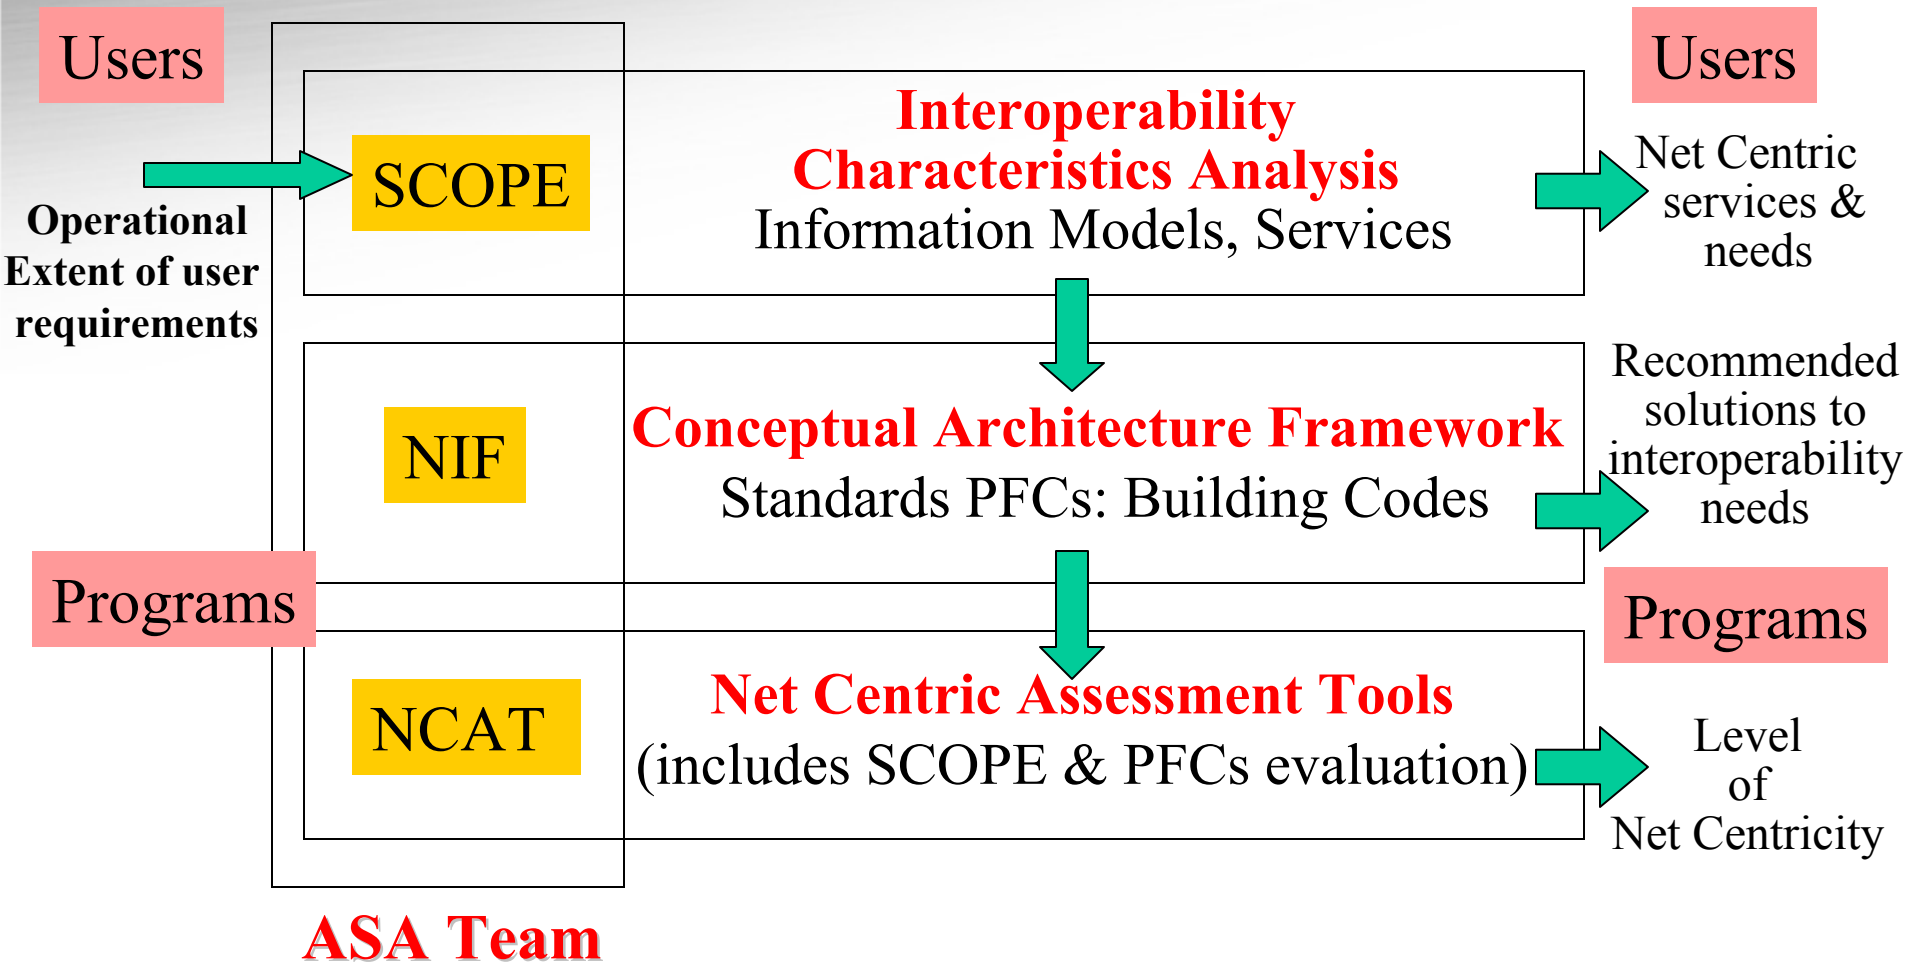 Users
Operational
Extent of user
requirements
Programs
SCOPE
Interoperability
Characteristics Analysis
Information Models, Services
NIF
Conceptual Architecture Framework
Standards PFCs: Building Codes
NCAT
Net Centric Assessment Tools
(includes SCOPE & PFCs evaluation)
ASA Team
Users
Net Centric
services &
needs
Recommended
solutions to
interoperability
needs
Programs
Level
of
Net Centricity